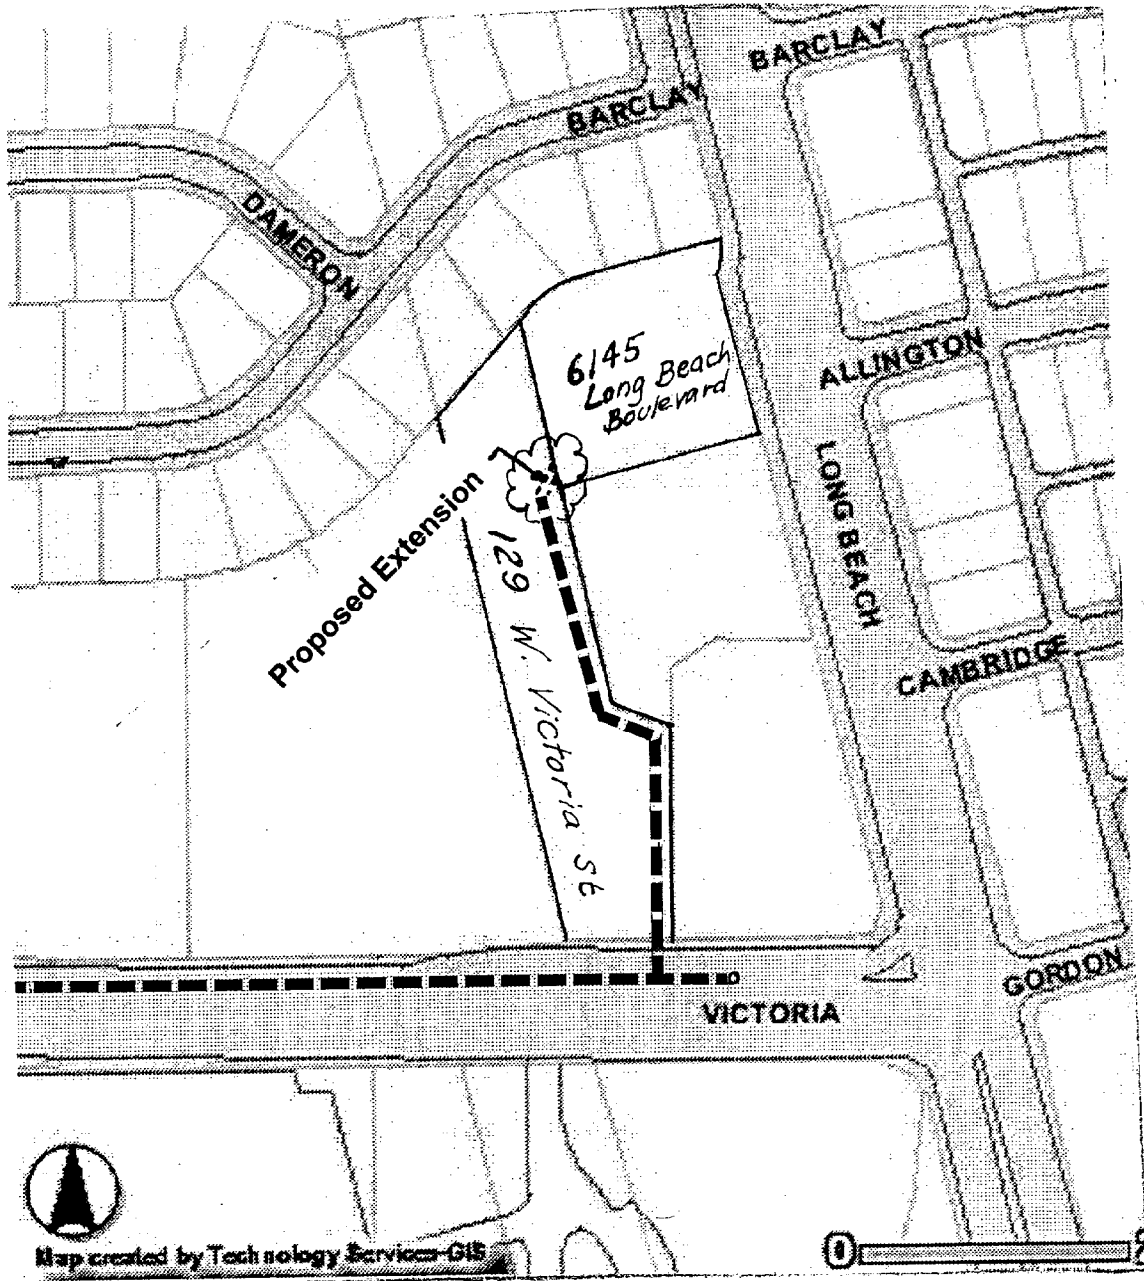 BARCLAY
BARCLAY
DAMERON
6145
Long Beach
Boulevard
ALLINGTON
Proposed Extension
LONG BEACH
129 W. Victoria St
CAMBRIDGE
GORDON
VICTORIA
Map created by Technology Services-GIS
0